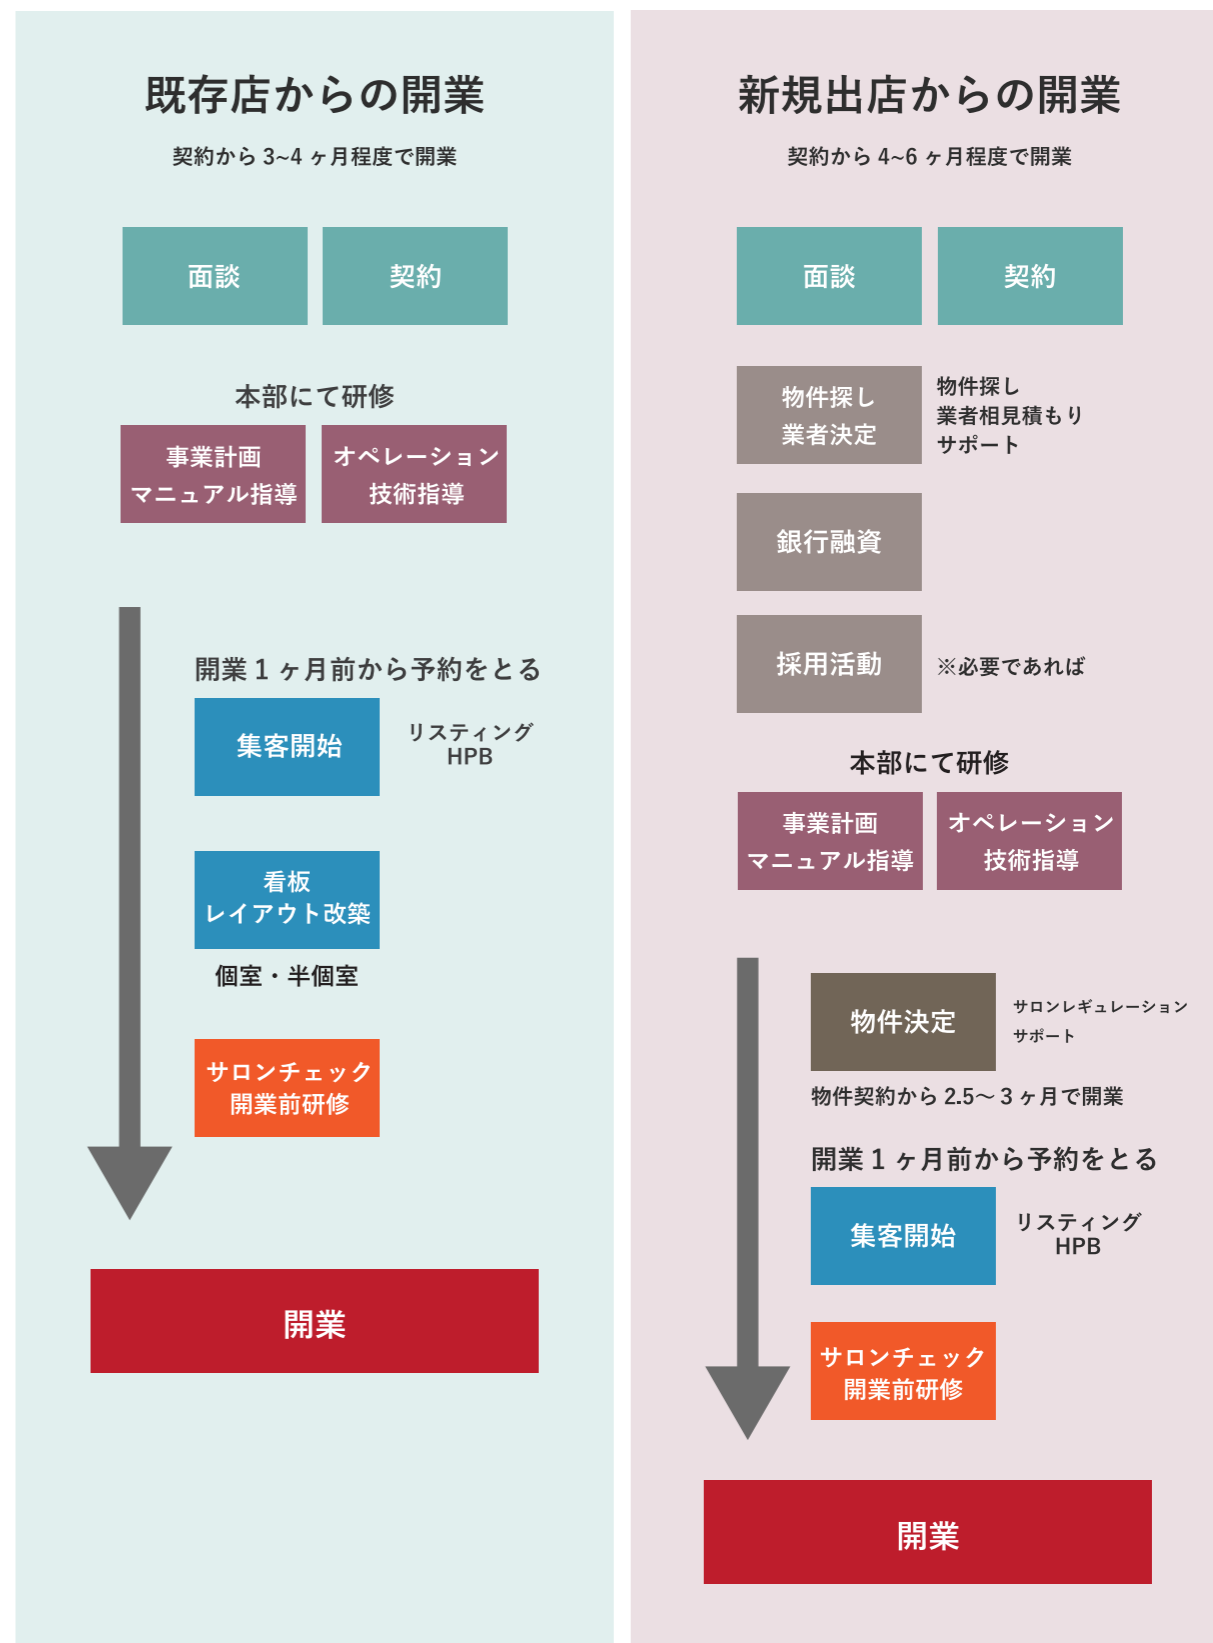 既存店からの開業
契約から 3~4 ヶ月程度で開業
面談
契約
本部にて研修
事業計画
マニュアル指導
オペレーション
技術指導
開業 1 ヶ月前から予約をとる
集客開始
リスティング
HPB
看板
レイアウト改築
個室・半個室
サロンチェック
開業前研修
開業
新規出店からの開業
契約から 4~6 ヶ月程度で開業
面談
契約
物件探し
業者決定
物件探し
業者相見積もり
サポート
銀行融資
採用活動
※必要であれば
本部にて研修
事業計画
マニュアル指導
オペレーション
技術指導
物件決定
サロンレギュレーション
サポート
物件契約から 2.5〜 3 ヶ月で開業
開業 1 ヶ月前から予約をとる
集客開始
リスティング
HPB
サロンチェック
開業前研修
開業